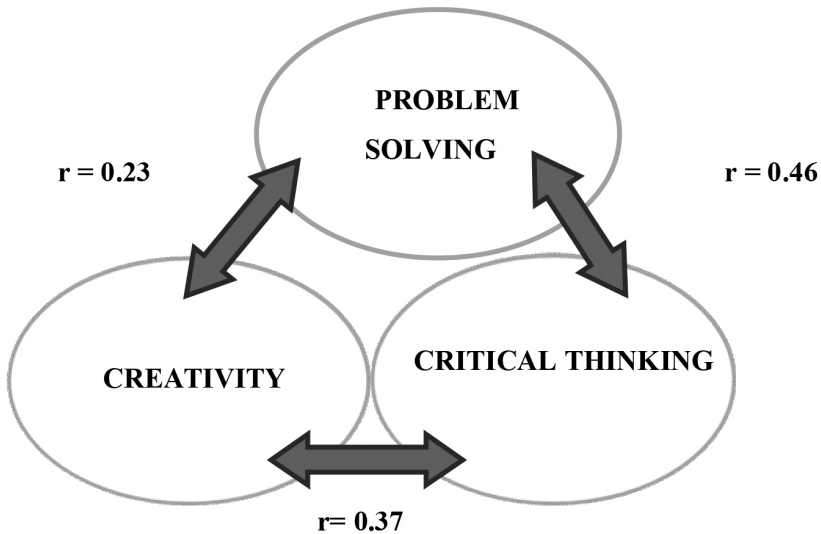 PROBLEM
SOLVING
r = 0.23
r = 0.46
CREATIVITY
CRITICAL THINKING
r= 0.37